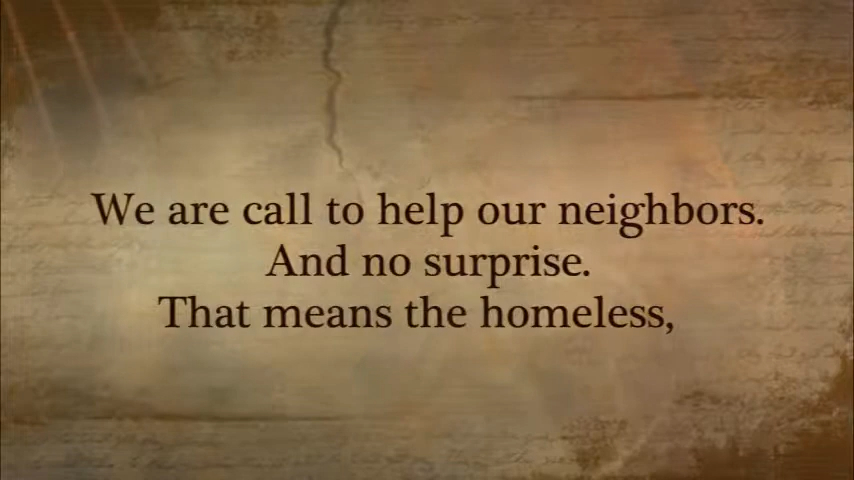 We are call to help our neighbors.
And no surprise.
That means the homeless,